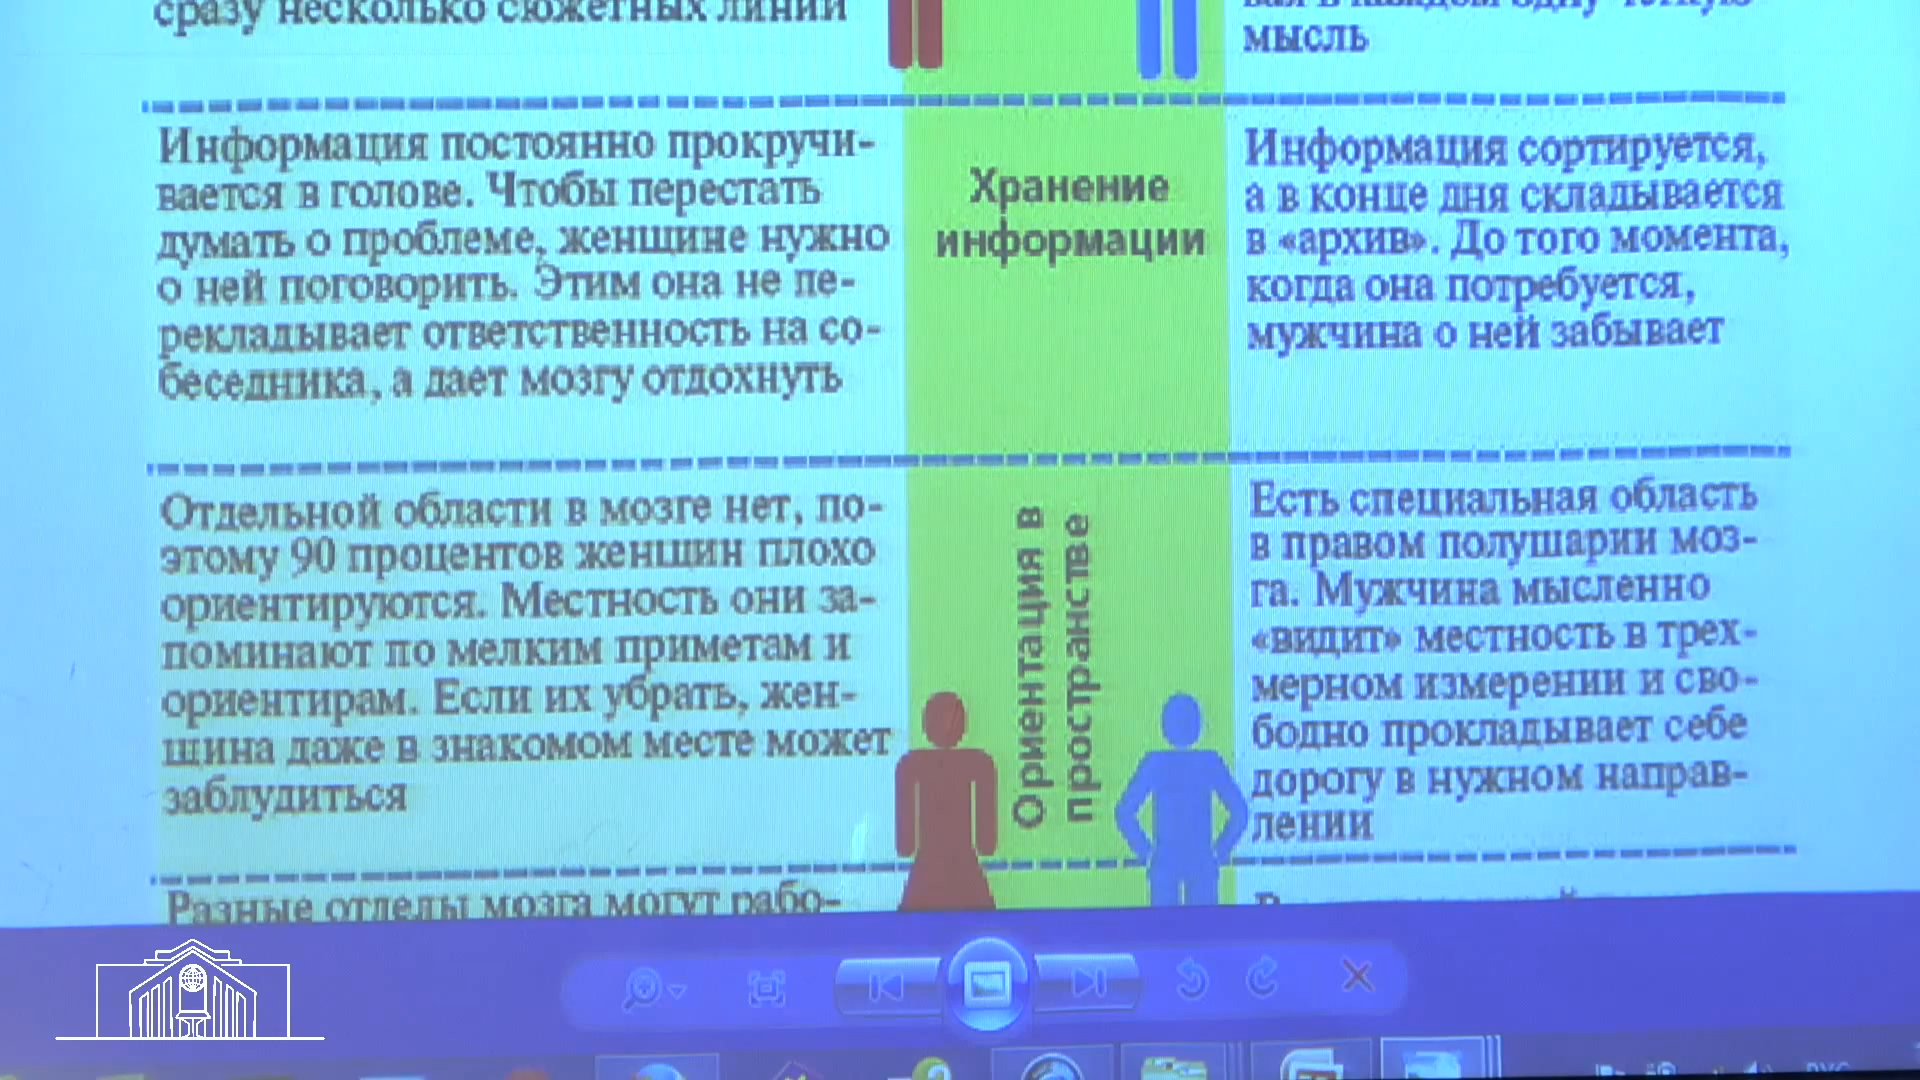 сразу несколько сюжетных линий
мысль
Информация постоянно прокручи-
вается в голове. Чтобы перестать
думать о проблеме, женщине нужно
о ней поговорить. Этим она не пе-
рекладывает ответственность на со-
беседника, а дает мозгу отдохнуть
Хранение
информации
Информация сортируется,
а в конце дня складывается
в «архив». До того момента,
когда она потребуется,
мужчина о ней забывает
Отдельной области в мозге нет, по-
этому 90 процентов женщин плохо
ориентируются. Местность они за-
поминают по мелким приметам и
ориентирам. Если их убрать, жен-
щина даже в знакомом месте может
заблудиться
Ориентация в
пространстве
Есть специальная область
в правом полушарии моз-
га. Мужчина мысленно
«видит» местность в трех-
мерном измерении и сво-
бодно прокладывает себе
дорогу в нужном направ-
лении
Разные отделы мозга могут рабо-